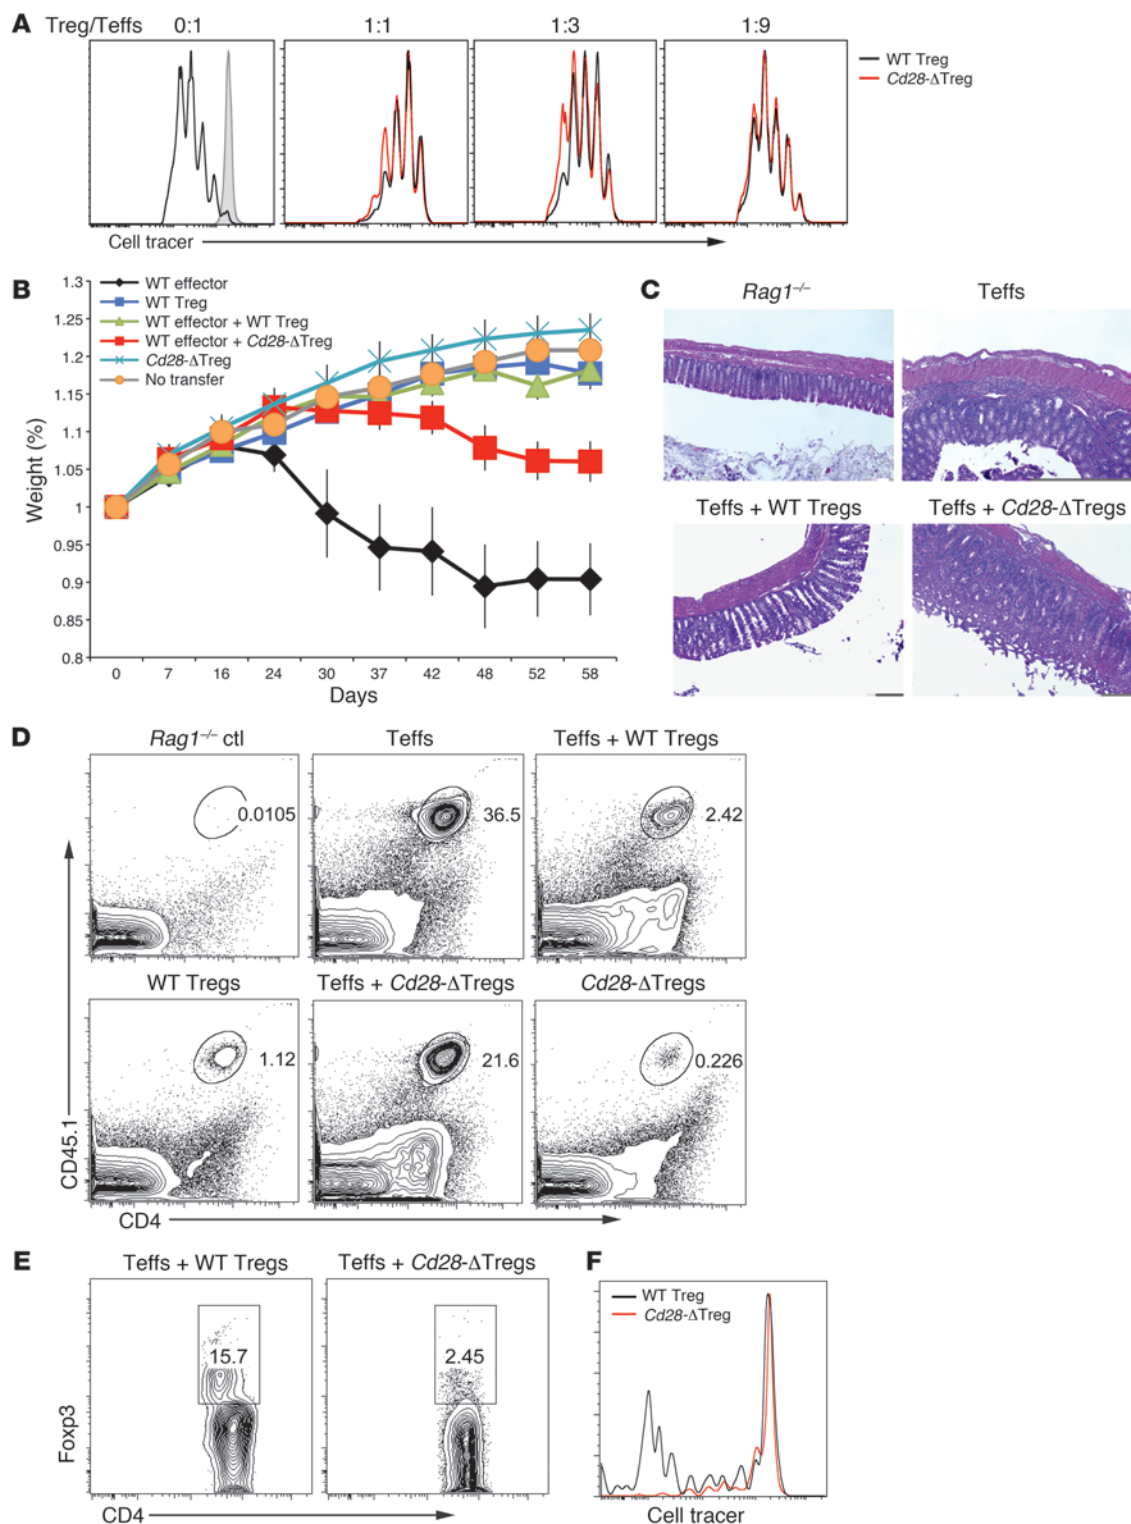 A
Treg/Teffs 0:1 1:1 1:3 1:9
WT Treg
Cd28-ΔTreg
Cell tracer
B
WT effector
WT Treg
WT effector + WT Treg
WT effector + Cd28-ΔTreg
Cd28-ΔTreg
No transfer
Weight (%)
1.3
1.25
1.2
1.15
1.1
1.05
1
0.95
0.9
0.85
0.8
0 7 16 24 30 37 42 48 52 58
Days
C
Rag1–/– Teffs
Teffs + WT Tregs Teffs + Cd28-ΔTregs
D
Rag1–/– ctl Teffs Teffs + WT Tregs
0.0105 36.5 2.42
WT Tregs Teffs + Cd28-ΔTregs Cd28-ΔTregs
1.12 21.6 0.226
CD45.1
CD4
E
Teffs + WT Tregs Teffs + Cd28-ΔTregs
15.7 2.45
Foxp3
CD4
F
WT Treg
Cd28-ΔTreg
Cell tracer